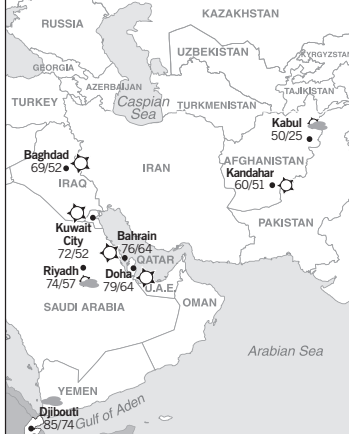 KAZAKHSTAN
RUSSIA
UZBEKISTAN
KYRGYZSTAN
GEORGIA
AZERBAIJAN
TAJIKISTAN
TURKEY
Caspian
Sea
TURKMENISTAN
Kabul
50/25
Baghdad
69/52
IRAN
AFGHANISTAN
Kandahar
60/51
IRAQ
Kuwait
City
72/52
Bahrain
76/64
PAKISTAN
QATAR
Riyadh
74/57
Doha
79/64
U.A.E.
SAUDI ARABIA
OMAN
Arabian Sea
YEMEN
Djibouti
85/74
Gulf of Aden